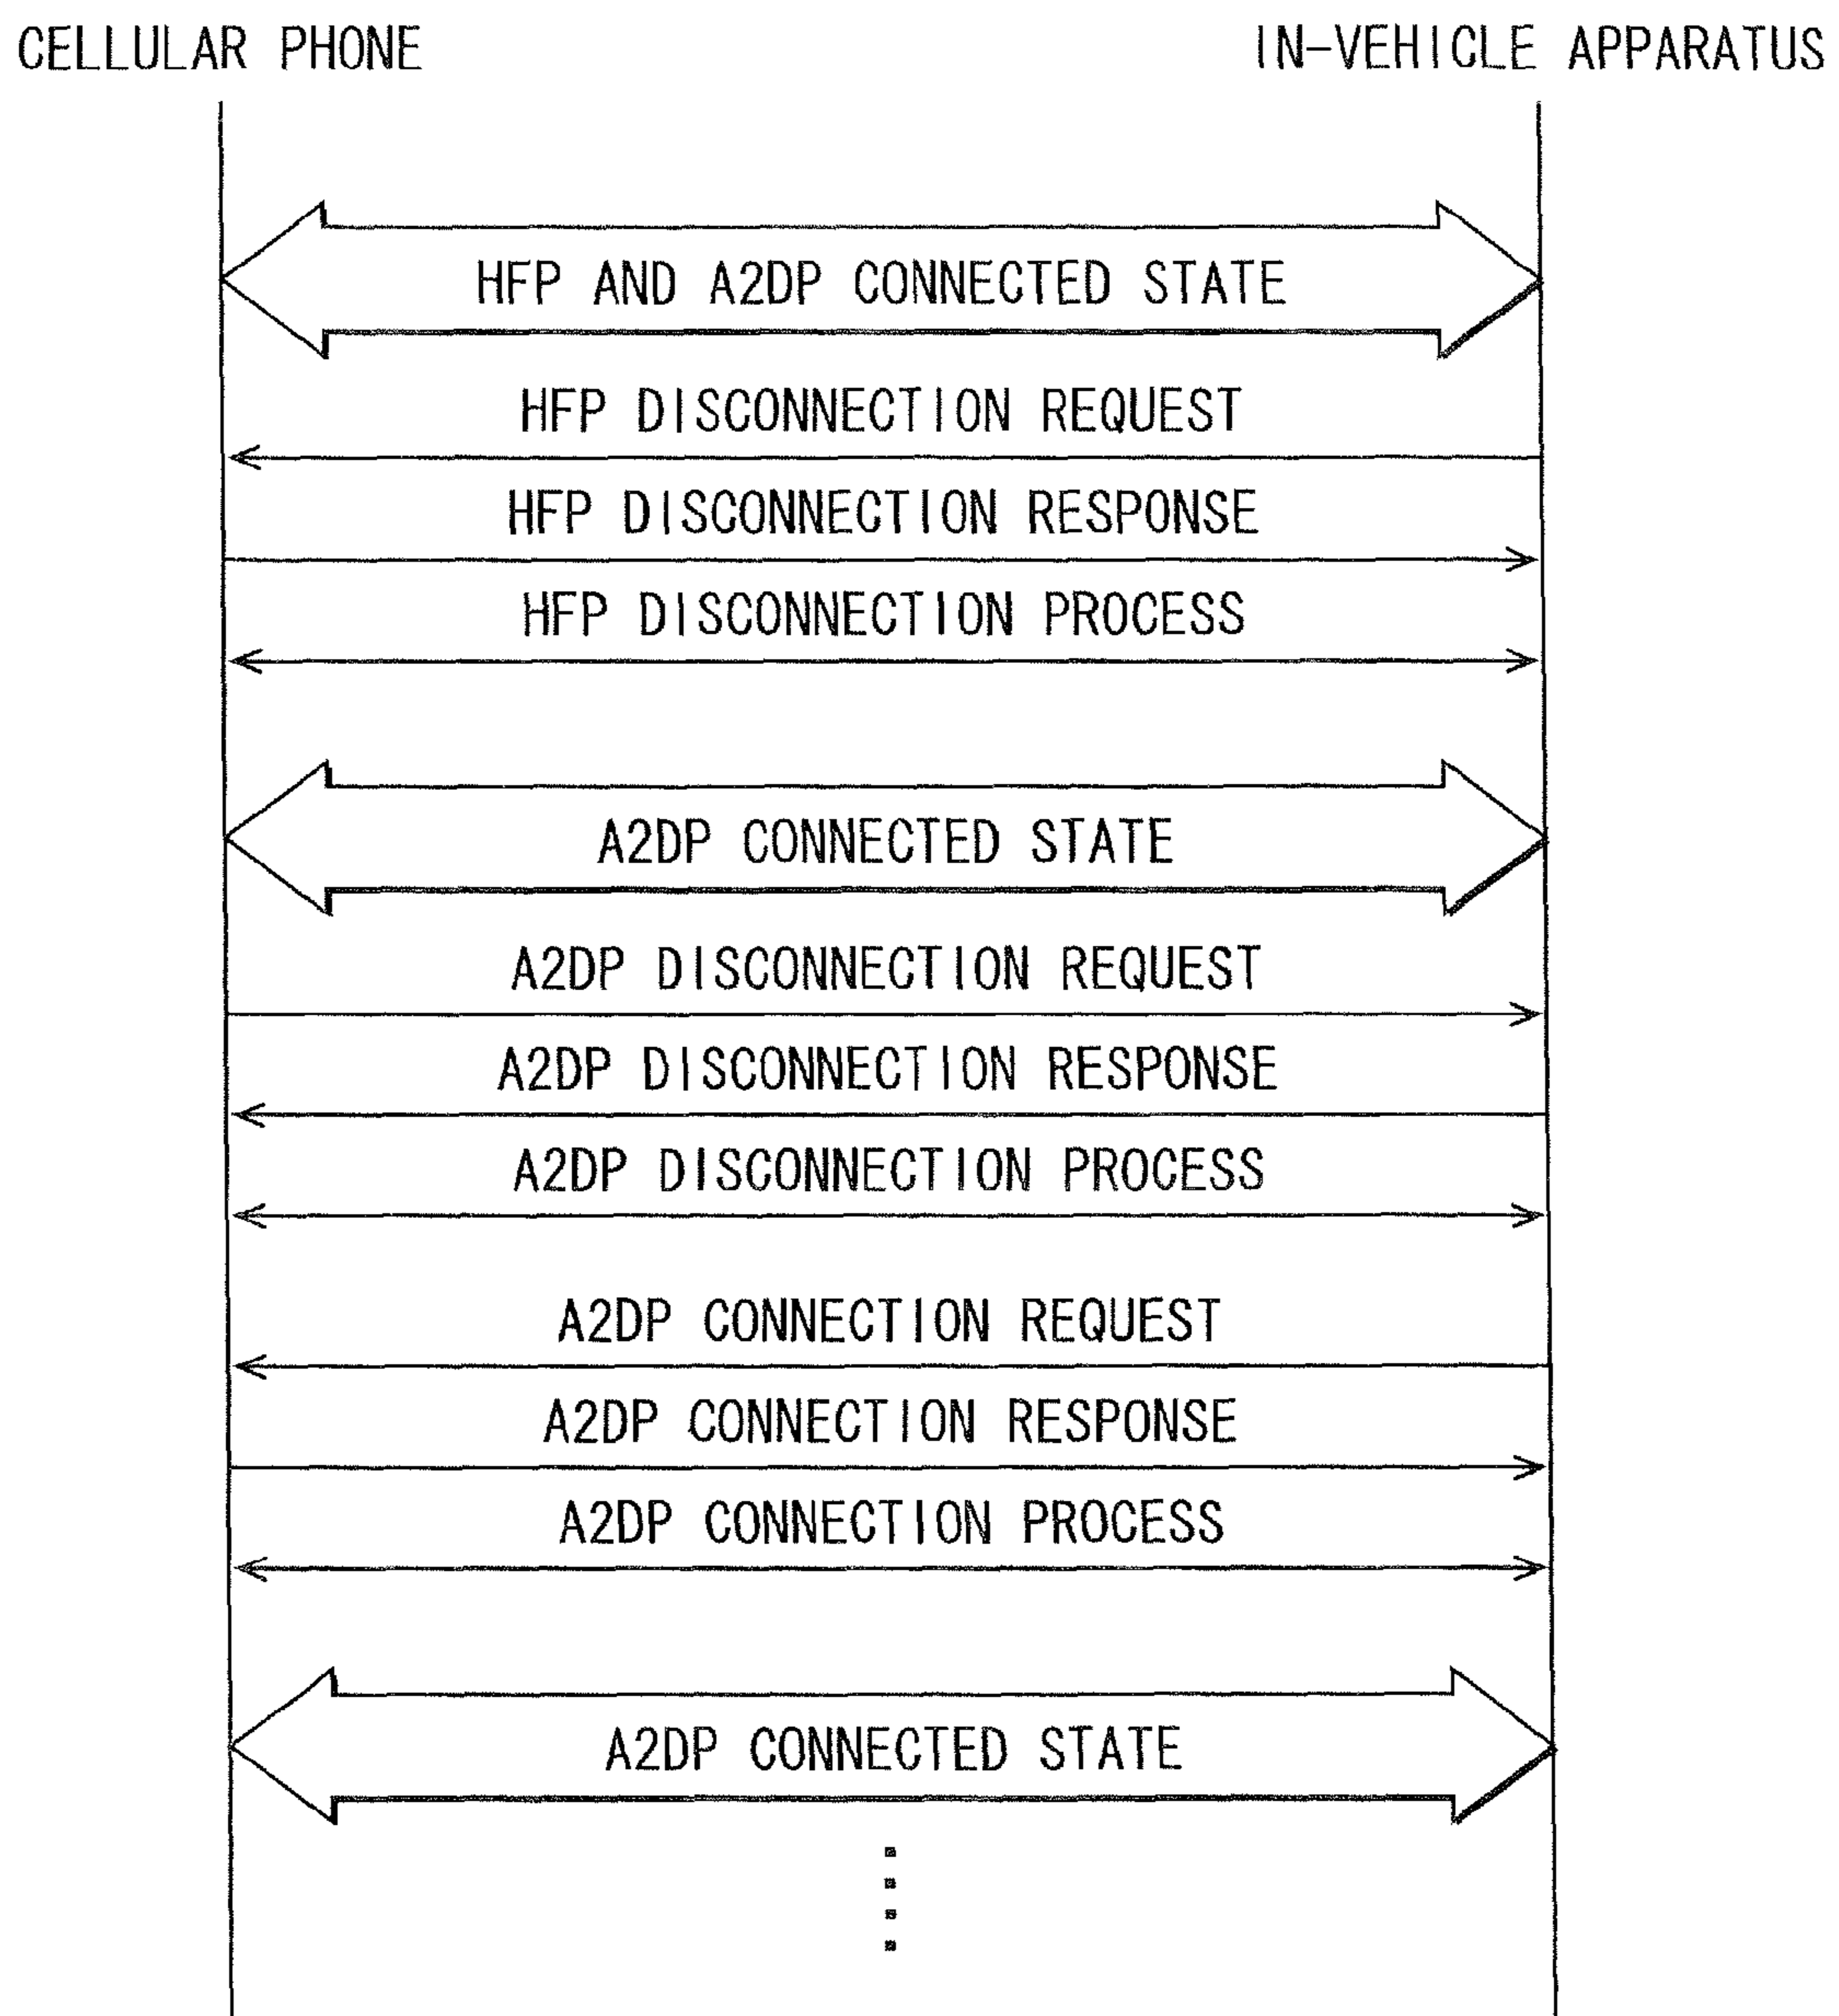 CELLULAR PHONE
IN-VEHICLE APPARATUS
HFP AND A2DP CONNECTED STATE
HFP DISCONNECTION REQUEST
HFP DISCONNECTION RESPONSE
HFP DISCONNECTION PROCESS
A2DP CONNECTED STATE
A2DP DISCONNECTION REQUEST
A2DP DISCONNECTION RESPONSE
A2DP DISCONNECTION PROCESS
A2DP CONNECTION REQUEST
A2DP CONNECTION RESPONSE
A2DP CONNECTION PROCESS
A2DP CONNECTED STATE